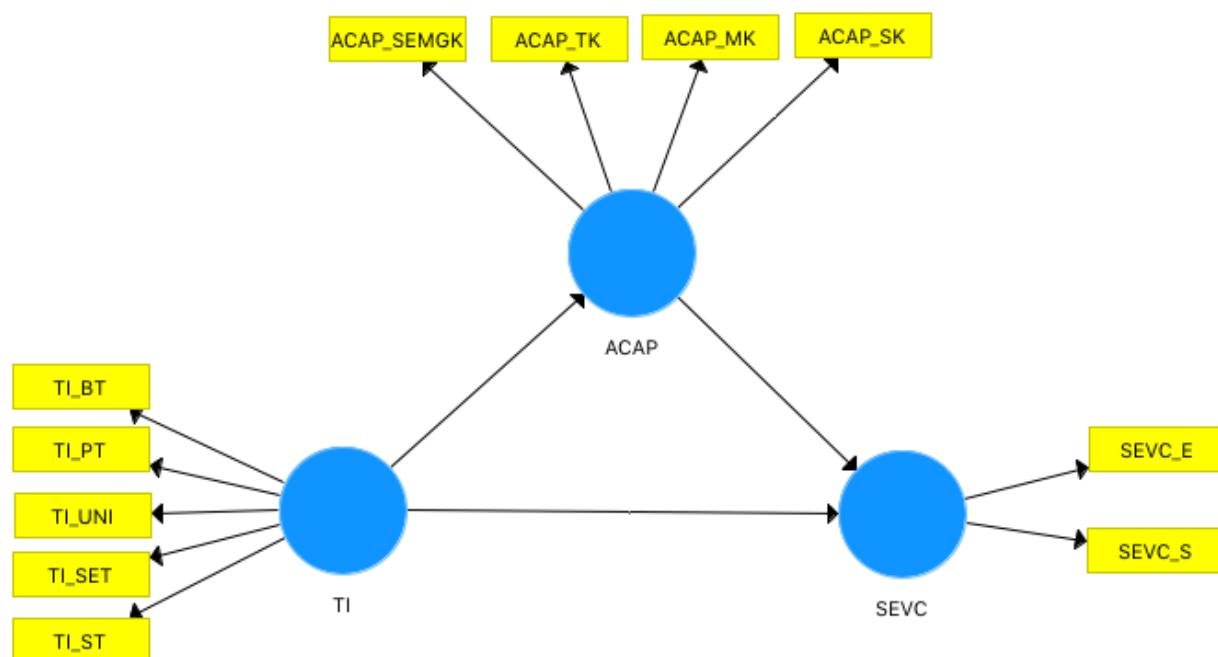 ACAP_SEMGK
ACAP_TK
ACAP_MK
ACAP_SK
ACAP
TI_BT
TI_PT
TI_UNI
TI_SET
TI_ST
TI
SEVC
SEVC_E
SEVC_S